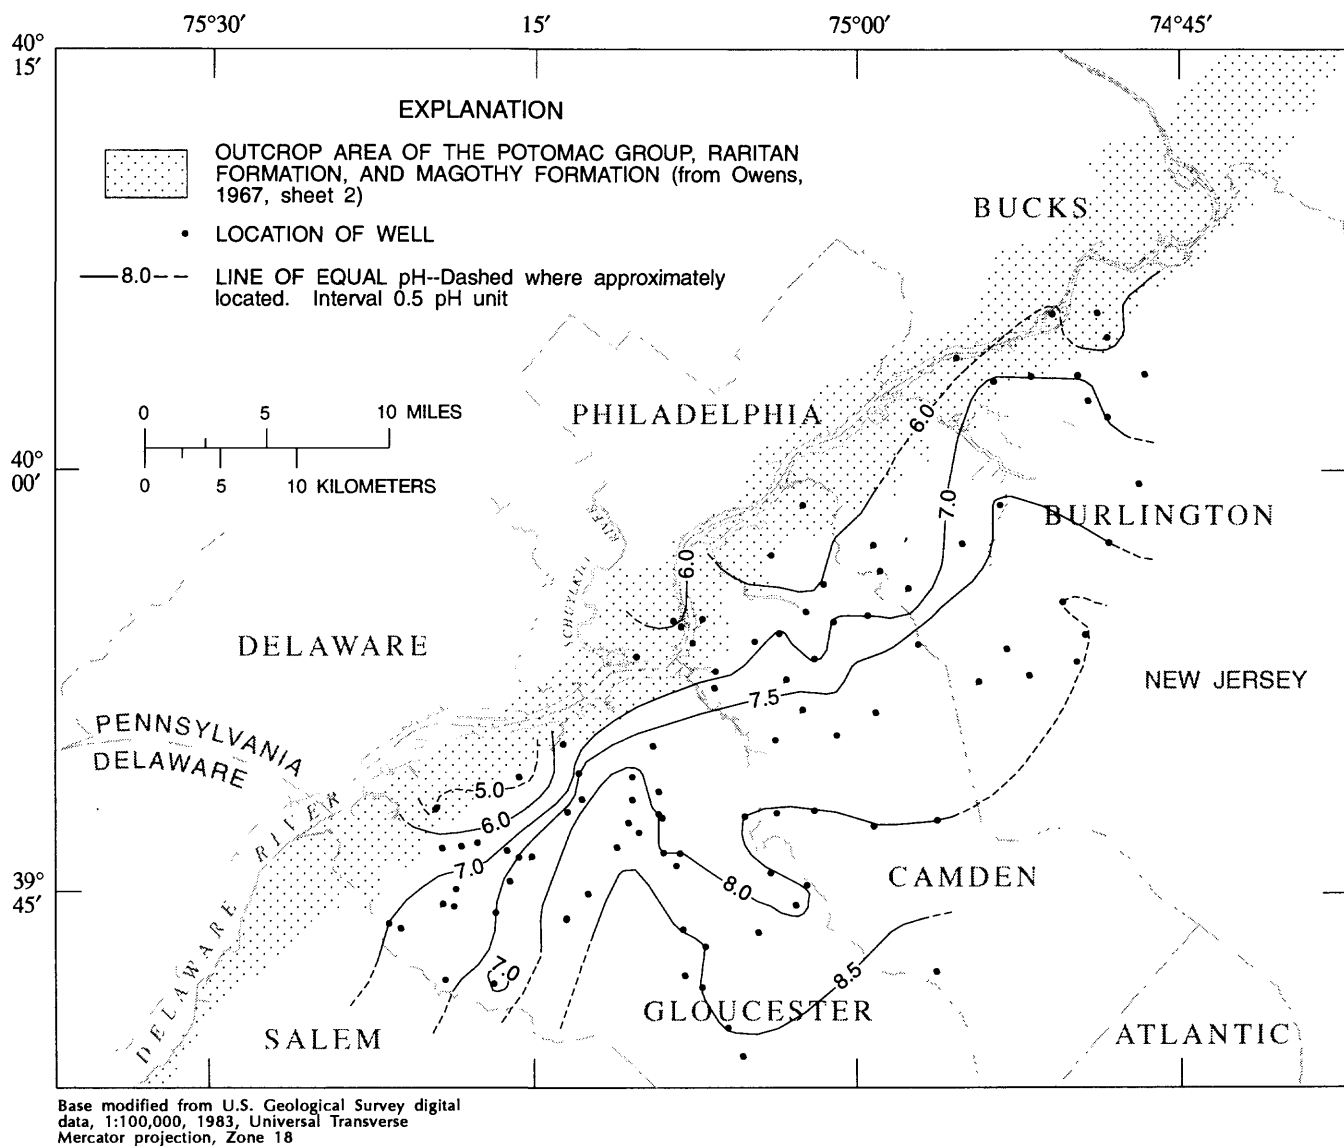 75°30′ 15′ 75°00′ 74°45′
40°
15′
EXPLANATION
OUTCROP AREA OF THE POTOMAC GROUP, RARITAN
FORMATION, AND MAGOTHY FORMATION (from Owens,
1967, sheet 2)
LOCATION OF WELL
8.0
LINE OF EQUAL pH--Dashed where approximately
located. Interval 0.5 pH unit
BUCKS
0 5 10 MILES
0 5 10 KILOMETERS
PHILADELPHIA
6.0
40°
00′
7.0
BURLINGTON
RIVER
CHUYLKILL
6.0
DELAWARE
NEW JERSEY
7.5
PENNSYLVANIA
DELAWARE
5.0
6.0
7.0
8.0
CAMDEN
39°
45′
DELAWARE RIVER
7.0
8.5
GLOUCESTER
SALEM
ATLANTIC
Base modified from U.S. Geological Survey digital
data, 1:100,000, 1983, Universal Transverse
Mercator projection, Zone 18